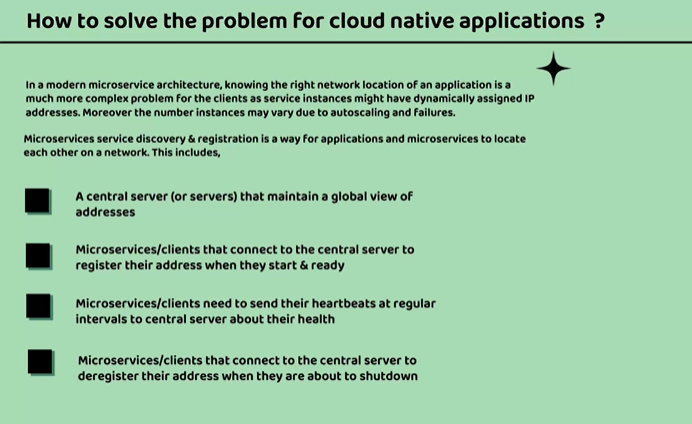 How to solve the problem for cloud native applications ?
In a modern microservice architecture, knowing the right network location of an application is a
much more complex problem for the clients as service instances might have dynamically assigned IP
addresses. Moreover the number instances may vary due to autoscaling and failures.
Microservices service discovery & registration is a way for applications and microservices to locate
each other on a network. This includes,
A central server (or servers) that maintain a global view of
addresses
Microservices/clients that connect to the central server to
register their address when they start & ready
Microservices/clients need to send their heartbeats at regular
intervals to central server about their health
Microservices/clients that connect to the central server to
deregister their address when they are about to shutdown